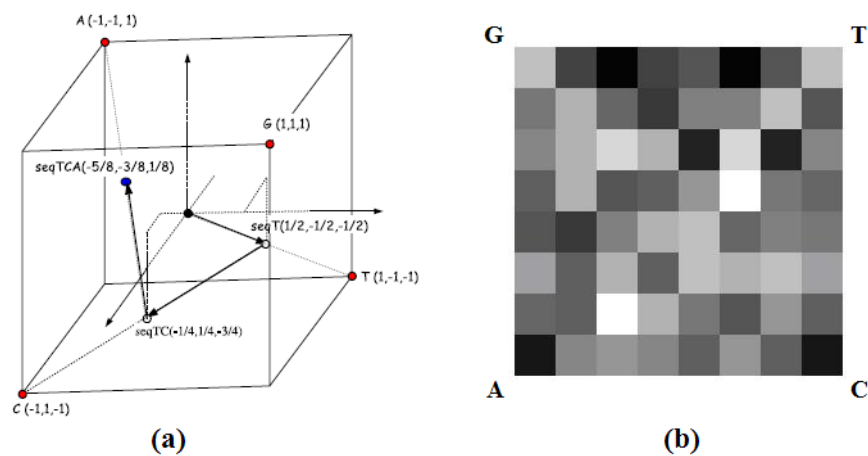 A (-1,-1, 1)
G (1,1,1)
seqTCA(-5/8,-3/8,1/8)
seqT(1/2,-1/2,-1/2)
T (1,-1,-1)
seqTC(-1/4,1/4,-3/4)
C (-1,1,-1)
(a)
G T
A C
(b)